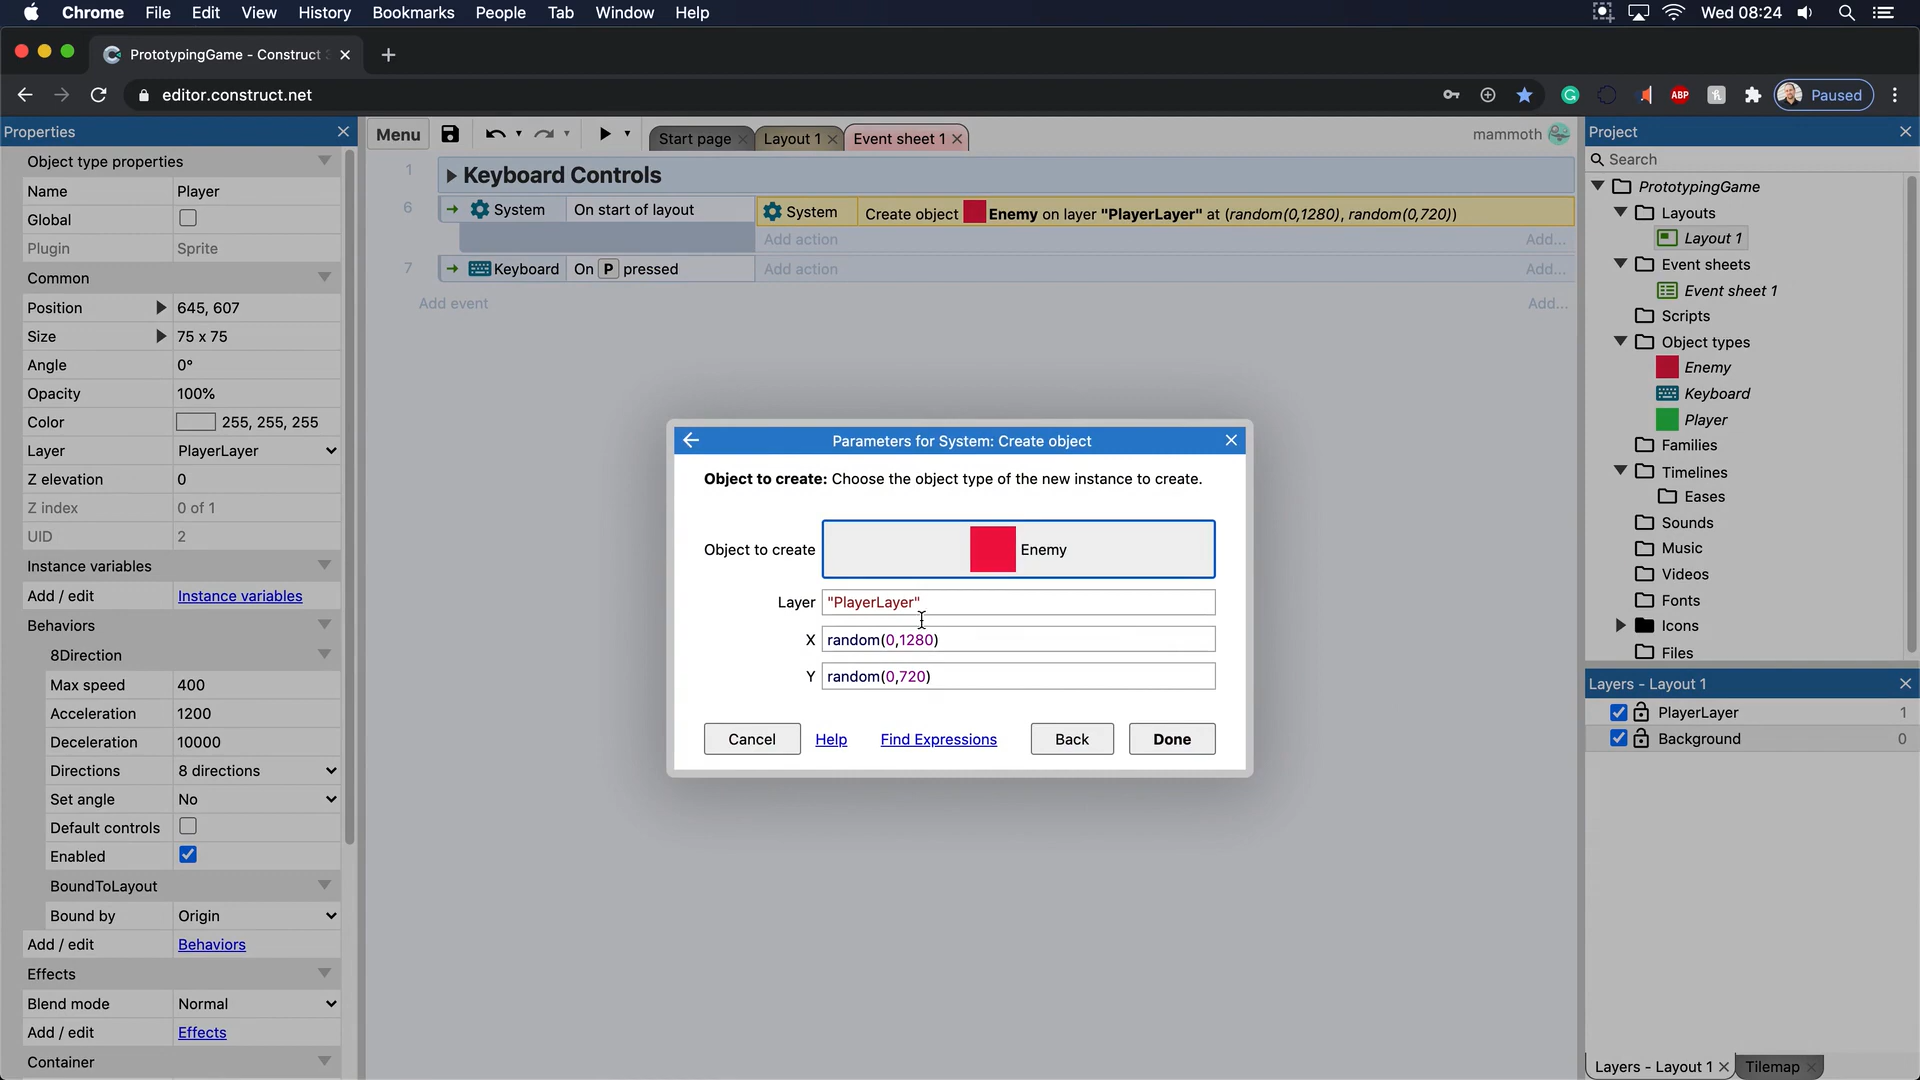 Chrome File Edit View History Bookmarks People Tab Window Help Wed 08:24
PrototypingGame - Construct 3
editor.construct.net ABP Paused
Properties
Object type properties
Name Player
Global
Plugin Sprite
Common
Position 645, 607
Size 75 x 75
Angle 0°
Opacity 100%
Color 255, 255, 255
Layer PlayerLayer
Z elevation 0
Z index 0 of 1
UID 2
Instance variables
Add / edit Instance variables
Behaviors
8Direction
Max speed 400
Acceleration 1200
Deceleration 10000
Directions 8 directions
Set angle No
Default controls
Enabled
BoundToLayout
Bound by Origin
Add / edit Behaviors
Effects
Blend mode Normal
Add / edit Effects
Container
Menu Start page Layout 1 Event sheet 1 mammoth
1 Keyboard Controls
6 System On start of layout System Create object Enemy on layer "PlayerLayer" at (random(0,1280), random(0,720))
Add action Add...
7 Keyboard On P pressed Add action Add...
Add event Add...
Parameters for System: Create object
Object to create: Choose the object type of the new instance to create.
Object to create Enemy
Layer "PlayerLayer"
X random(0,1280)
Y random(0,720)
Cancel Help Find Expressions Back Done
Project
Search
PrototypingGame
Layouts
Layout 1
Event sheets
Event sheet 1
Scripts
Object types
Enemy
Keyboard
Player
Families
Timelines
Eases
Sounds
Music
Videos
Fonts
Icons
Files
Layers - Layout 1
PlayerLayer 1
Background 0
Layers - Layout 1 Tilemap